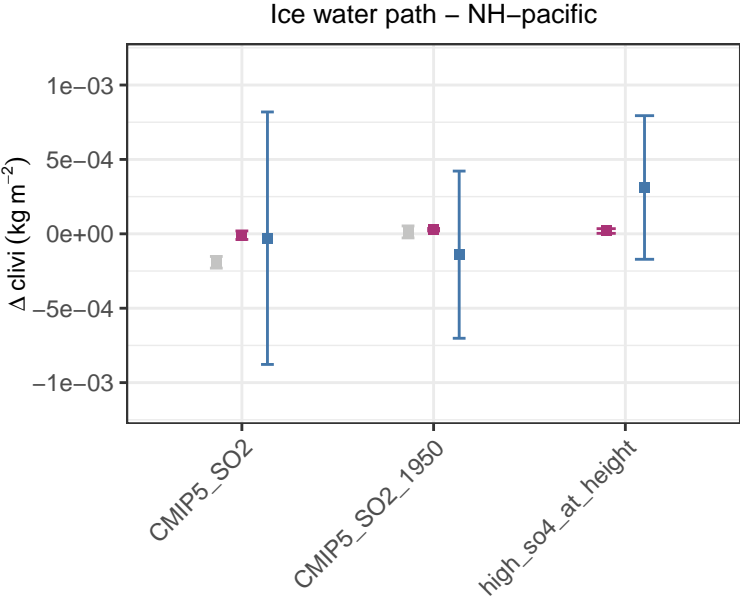 Ice water path − NH−pacific
Δ clivi (kg m−2)
1e−03
5e−04
0e+00
−5e−04
−1e−03
CMIP5_SO2
CMIP5_SO2_1950
high_so4_at_height